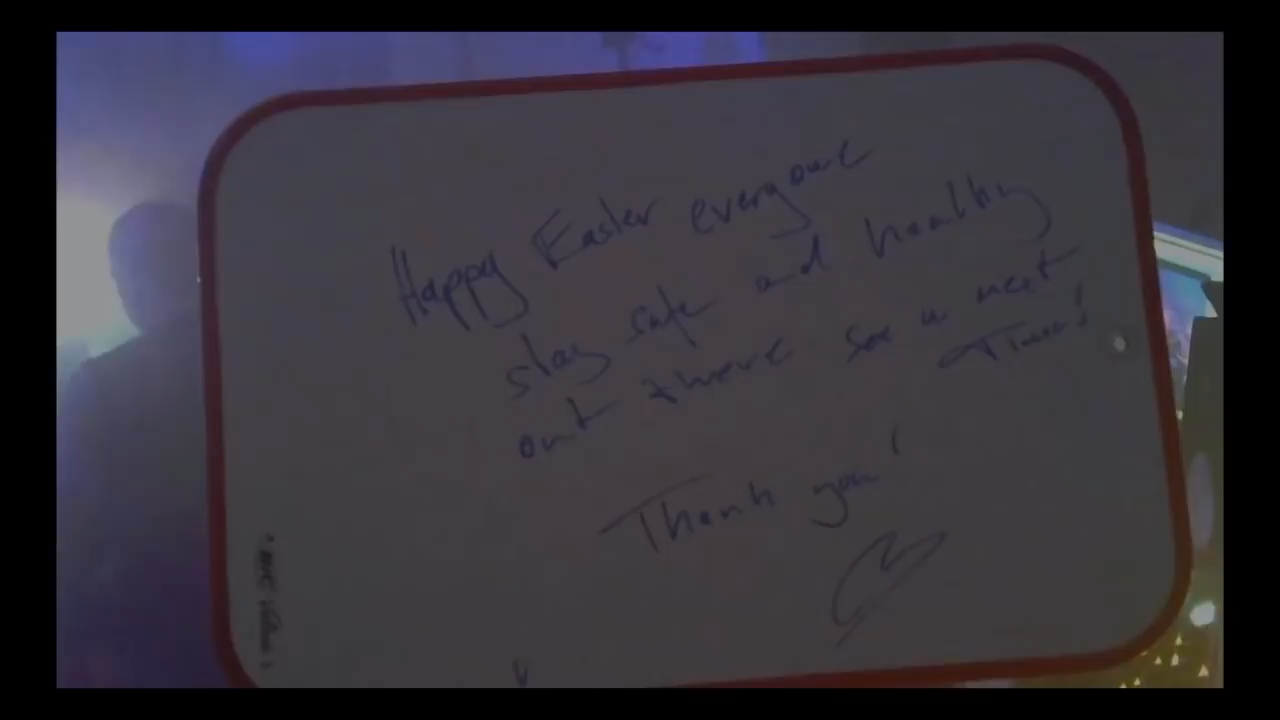 Happy Easter everyone
stay safe and healthy
out there see u next
Time!
Thank you!